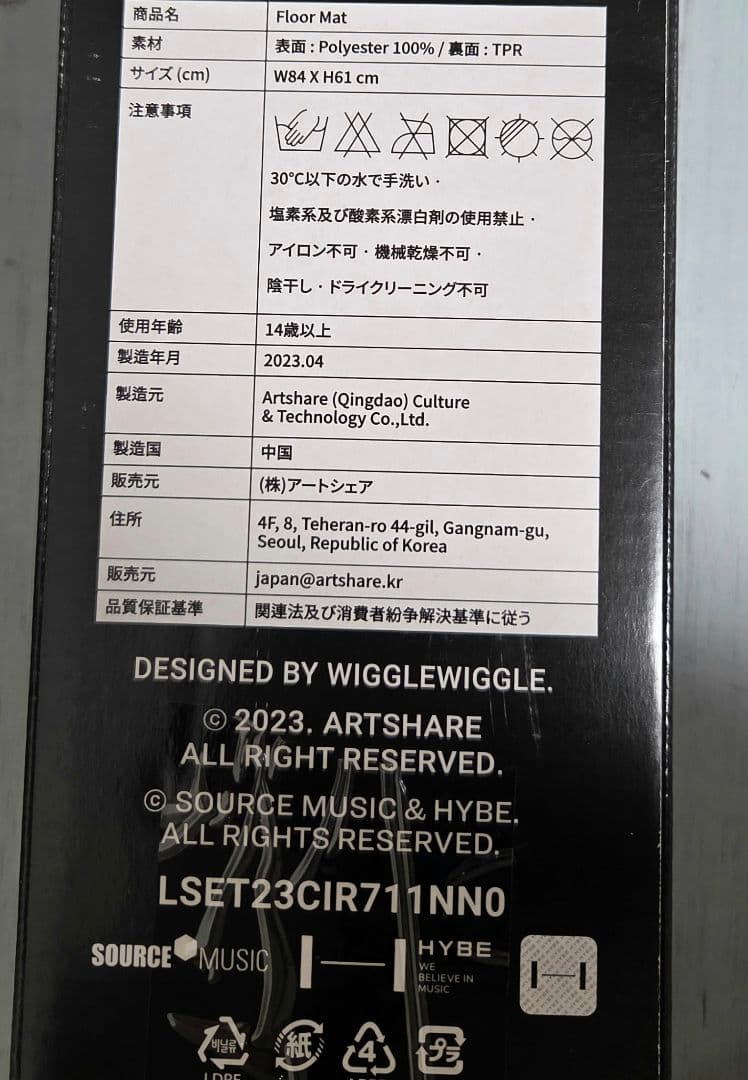 商品名 Floor Mat
素材 表面 : Polyester 100% / 裏面 : TPR
サイズ (cm) W84 X H61 cm
注意事項
30℃以下の水で手洗い ·
塩素系及び酸素系漂白剤の使用禁止 ·
アイロン不可 · 機械乾燥不可 ·
陰干し · ドライクリーニング不可
使用年齢 14歳以上
製造年月 2023.04
製造元 Artshare (Qingdao) Culture
& Technology Co.,Ltd.
製造国 中国
販売元 (株)アートシェア
住所 4F, 8, Teheran-ro 44-gil, Gangnam-gu,
Seoul, Republic of Korea
販売元 japan@artshare.kr
品質保証基準 関連法及び消費者紛争解決基準に従う
DESIGNED BY WIGGLEWIGGLE.
© 2023. ARTSHARE
ALL RIGHT RESERVED.
© SOURCE MUSIC & HYBE.
ALL RIGHTS RESERVED.
LSET23CIR711NN0
SOURCE MUSIC HYBE
WE
BELIEVE IN
MUSIC
비닐류 紙 4 プラ
LDPE